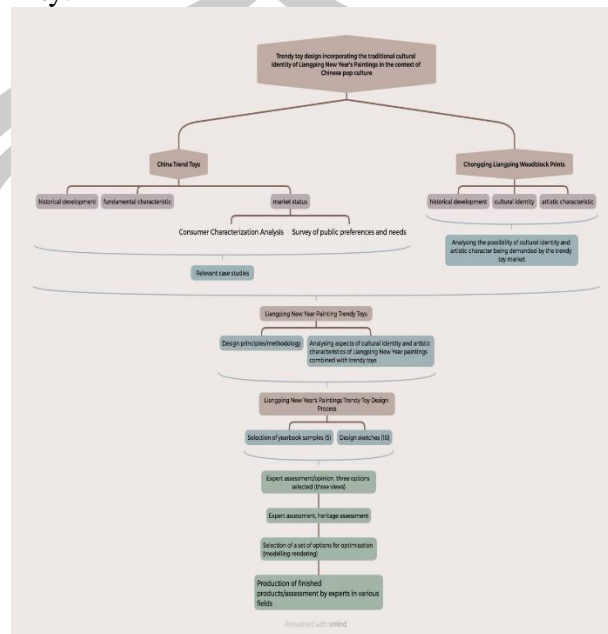 Trendy toy design incorporating the traditional cultural
identity of Liangping New Year's Paintings in the context of
Chinese pop culture
China Trend Toys
Chongqing Liangping Woodblock Prints
historical development
fundamental characteristic
market status
historical development
cultural identity
artistic characteristic
Consumer Characterization Analysis
Survey of public preferences and needs
Analysing the possibility of cultural identity and
artistic character being demanded by the trendy
toy market
Relevant case studies
Liangping New Year Painting Trendy Toys
Design principles/methodology
Analysing aspects of cultural identity and artistic
characteristics of Liangping New Year paintings
combined with trendy toys
Liangping New Year's Paintings Trendy Toy Design
Process
Selection of yearbook samples (5)
Design sketches (10)
Expert assessment/opinion, three options
selected (three views)
Expert assessment, heritage assessment
Selection of a set of options for optimisation
(modelling rendering)
Production of finished
products/assessment by experts in various
fields
Presented with xmind